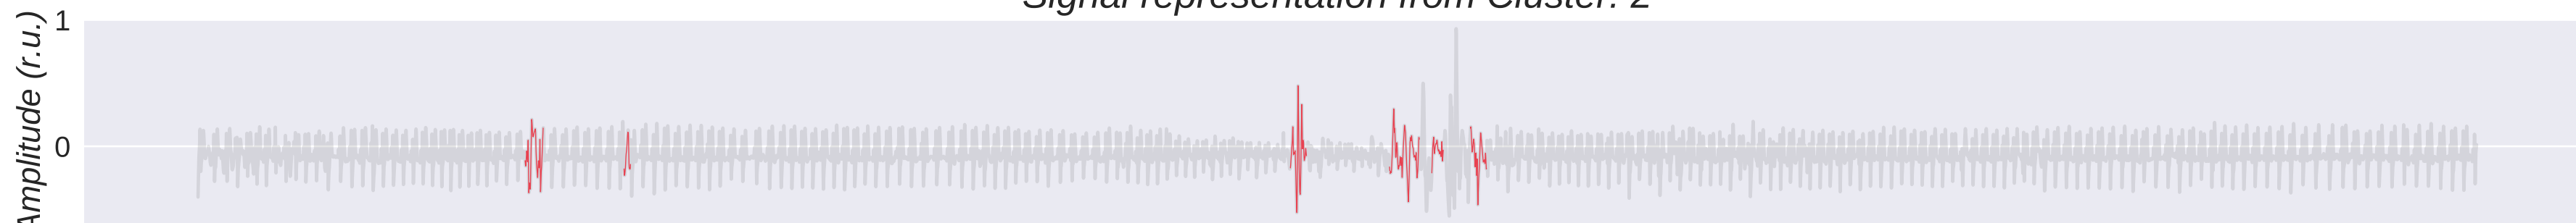 Signal representation from Cluster: 2
Amplitude (r.u.)
1
0